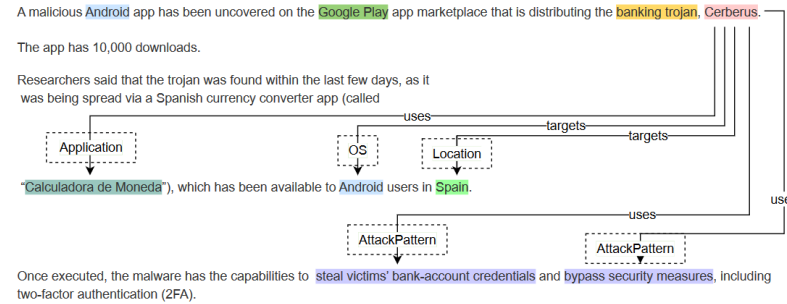 A malicious Android app has been uncovered on the Google Play app marketplace that is distributing the banking trojan, Cerberus.
The app has 10,000 downloads.
Researchers said that the trojan was found within the last few days, as it
was being spread via a Spanish currency converter app (called
uses
targets
targets
Application
OS
Location
“Calculadora de Moneda”), which has been available to Android users in Spain.
use
uses
AttackPattern
AttackPattern
Once executed, the malware has the capabilities to steal victims’ bank-account credentials and bypass security measures, including
two-factor authentication (2FA).